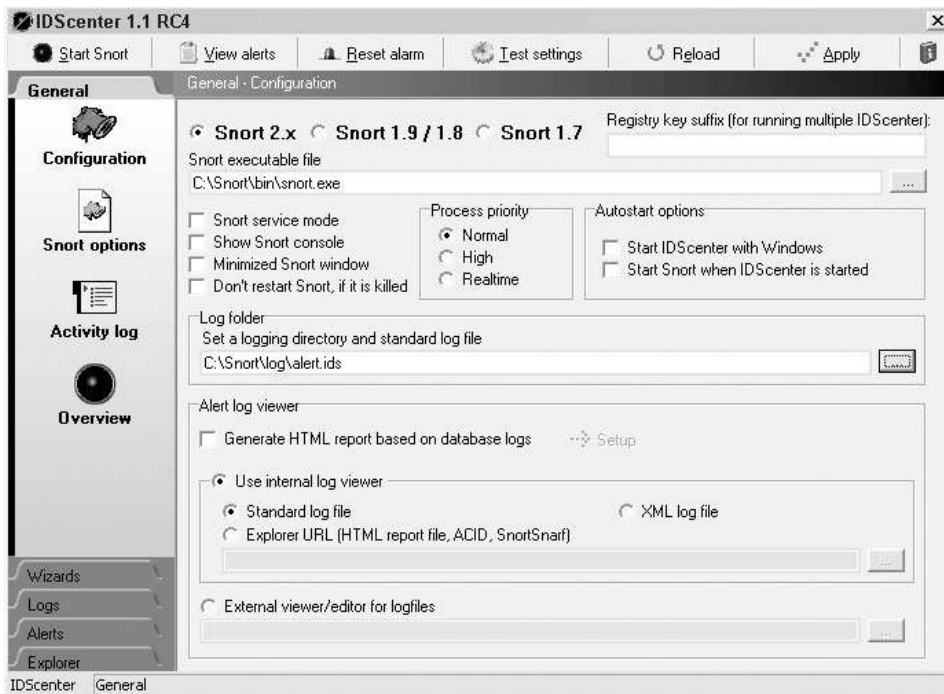 IDScenter 1.1 RC4
Start Snort
View alerts
Reset alarm
Test settings
Reload
Apply
General
General - Configuration
Configuration
Snort options
Activity log
Overview
Wizards
Logs
Alerts
Explorer
Snort 2.x
Snort 1.9 / 1.8
Snort 1.7
Registry key suffix (for running multiple IDScenter):
Snort executable file
C:\Snort\bin\snort.exe
...
Snort service mode
Show Snort console
Minimized Snort window
Don't restart Snort, if it is killed
Process priority
Normal
High
Realtime
Autostart options
Start IDScenter with Windows
Start Snort when IDScenter is started
Log folder
Set a logging directory and standard log file
C:\Snort\log\alert.ids
...
Alert log viewer
Generate HTML report based on database logs
Setup
Use internal log viewer
Standard log file
XML log file
Explorer URL (HTML report file, ACID, SnortSnarf)
...
External viewer/editor for logfiles
...
IDScenter
General